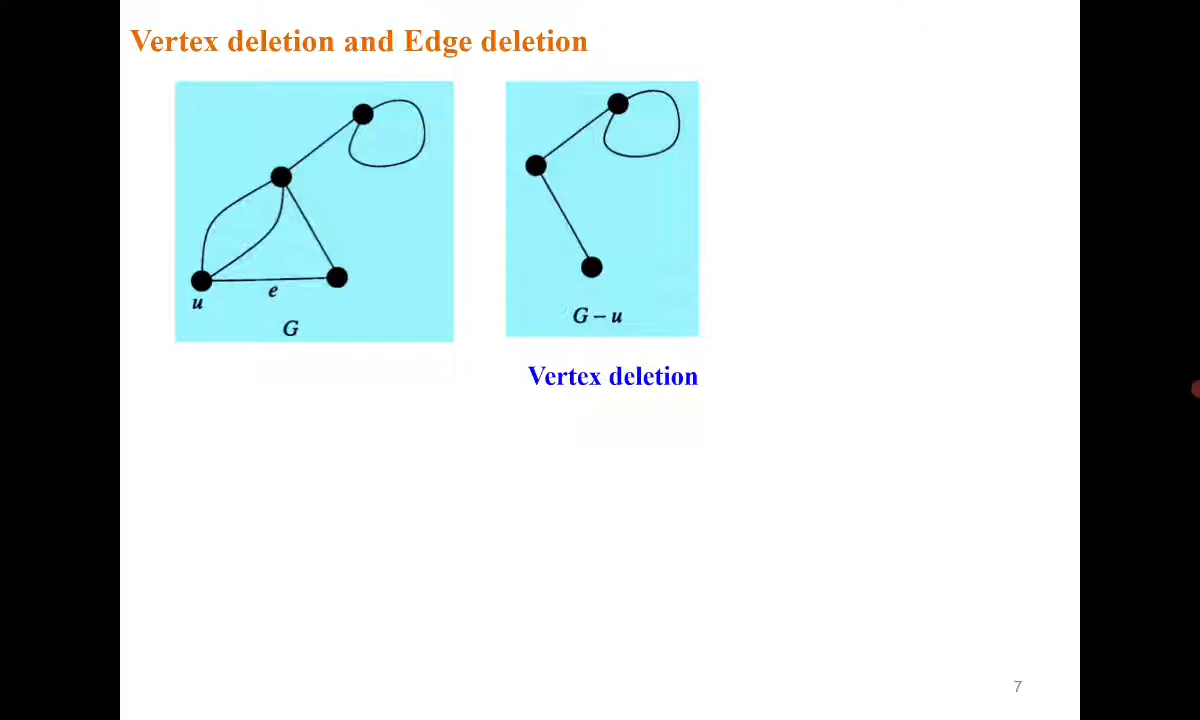 Vertex deletion and Edge deletion
u
e
G
G – u
Vertex deletion
7